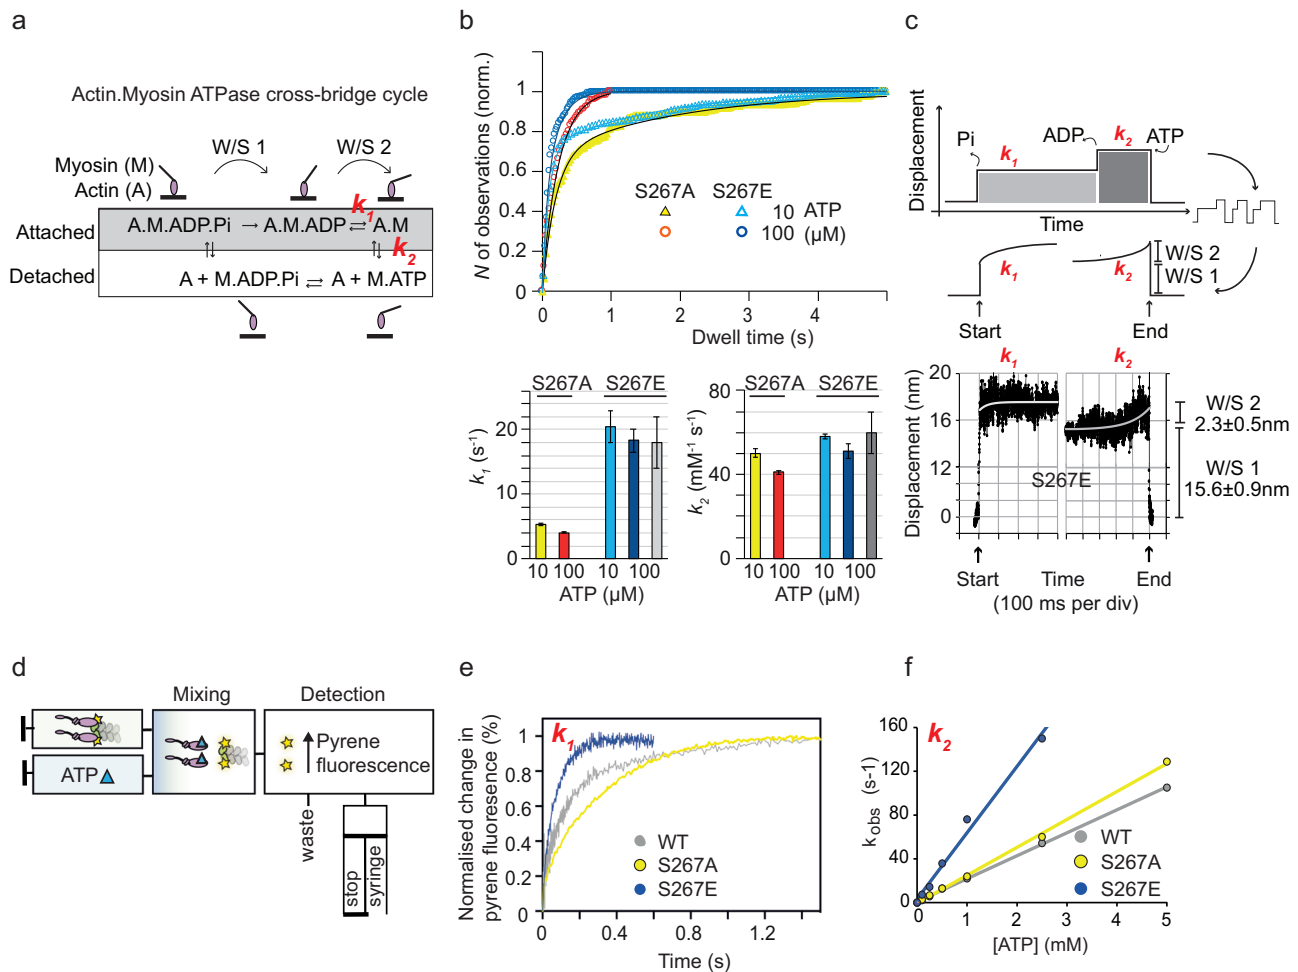 a
Actin.Myosin ATPase cross-bridge cycle
W/S 1
W/S 2
Myosin (M)
Actin (A)
k1
Attached
A.M.ADP.Pi → A.M.ADP ⇌ A.M
k2
Detached
A + M.ADP.Pi ⇌ A + M.ATP
b
N of observations (norm.)
1
0.8
0.6
0.4
0.2
0
0
1
2
3
4
Dwell time (s)
S267A S267E
10 ATP
100 (μM)
S267A
S267E
k1 (s-1)
20
15
10
5
0
10 100
10 100
ATP (μM)
S267A
S267E
k2 (mM-1 s-1)
80
60
40
20
0
10 100
10 100
ATP (μM)
c
Displacement
Pi
k1
ADP
k2
ATP
Time
k1
k2
W/S 2
W/S 1
Start
End
k1
k2
Displacement (nm)
20
16
12
8
4
0
S267E
W/S 2
2.3±0.5nm
W/S 1
15.6±0.9nm
Start
Time
End
(100 ms per div)
d
Mixing
Detection
ATP
Pyrene
fluorescence
waste
stop
syringe
e
k1
Normalised change in
pyrene fluorescence (%)
1
0.8
0.6
0.4
0.2
0
WT
S267A
S267E
0
0.4
0.8
1.2
Time (s)
f
k2
kobs (s-1)
160
120
80
40
0
WT
S267A
S267E
0
1
2
3
4
5
[ATP] (mM)